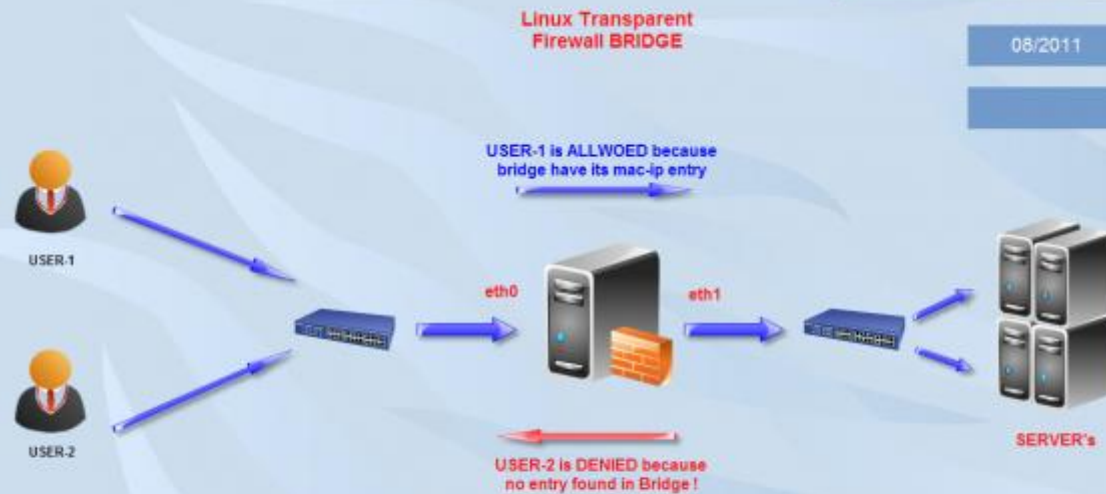 Linux Transparent
Firewall BRIDGE
08/2011
USER-1 is ALLWOED because
bridge have its mac-ip entry
USER-1
eth0
eth1
USER-2
SERVER's
USER-2 is DENIED because
no entry found in Bridge !